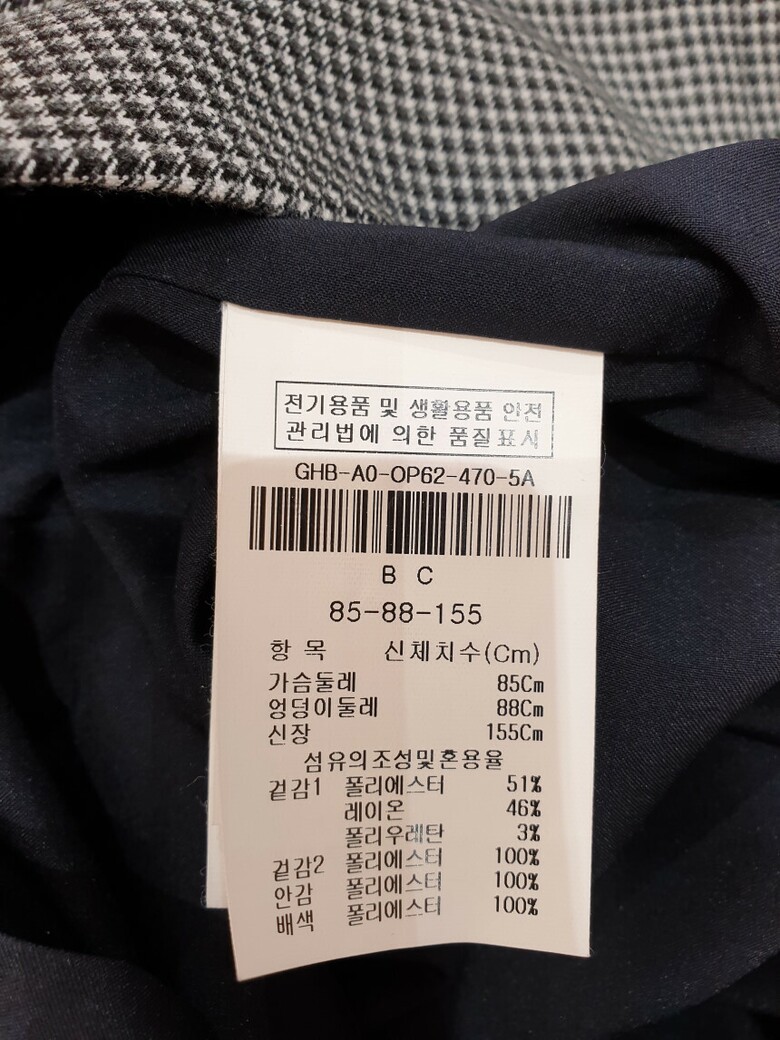 전기용품 및 생활용품 안전
관리법에 의한 품질표시
GHB-A0-OP62-470-5A
B C
85-88-155
항 목 신체치수(Cm)
가슴둘레 85Cm
엉덩이둘레 88Cm
신장 155Cm
섬유의조성및혼용율
겉감1 폴리에스터 51%
레이온 46%
폴리우레탄 3%
겉감2 폴리에스터 100%
안감 폴리에스터 100%
배색 폴리에스터 100%